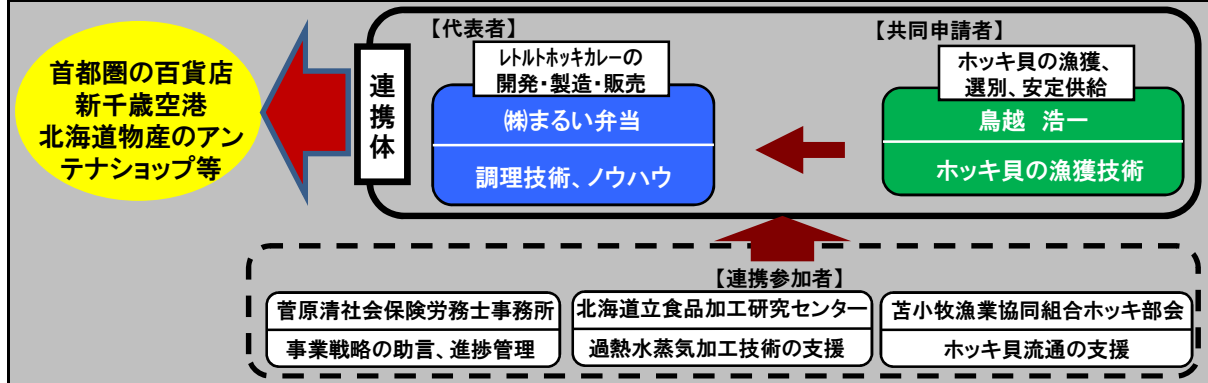 首都圏の百貨店
新千歳空港
北海道物産のアン
テナショップ等
連携体
【代表者】
レトルトホッキカレーの
開発・製造・販売
㈱まるい弁当
調理技術、ノウハウ
【共同申請者】
ホッキ貝の漁獲、
選別、安定供給
鳥越 浩一
ホッキ貝の漁獲技術
【連携参加者】
菅原清社会保険労務士事務所
事業戦略の助言、進捗管理
北海道立食品加工研究センター
過熱水蒸気加工技術の支援
苫小牧漁業協同組合ホッキ部会
ホッキ貝流通の支援